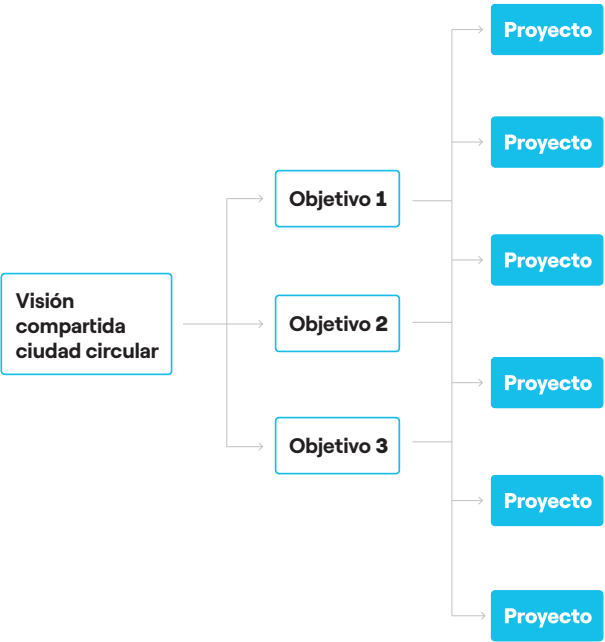 Visión
compartida
ciudad circular
Objetivo 1
Objetivo 2
Objetivo 3
Proyecto
Proyecto
Proyecto
Proyecto
Proyecto
Proyecto